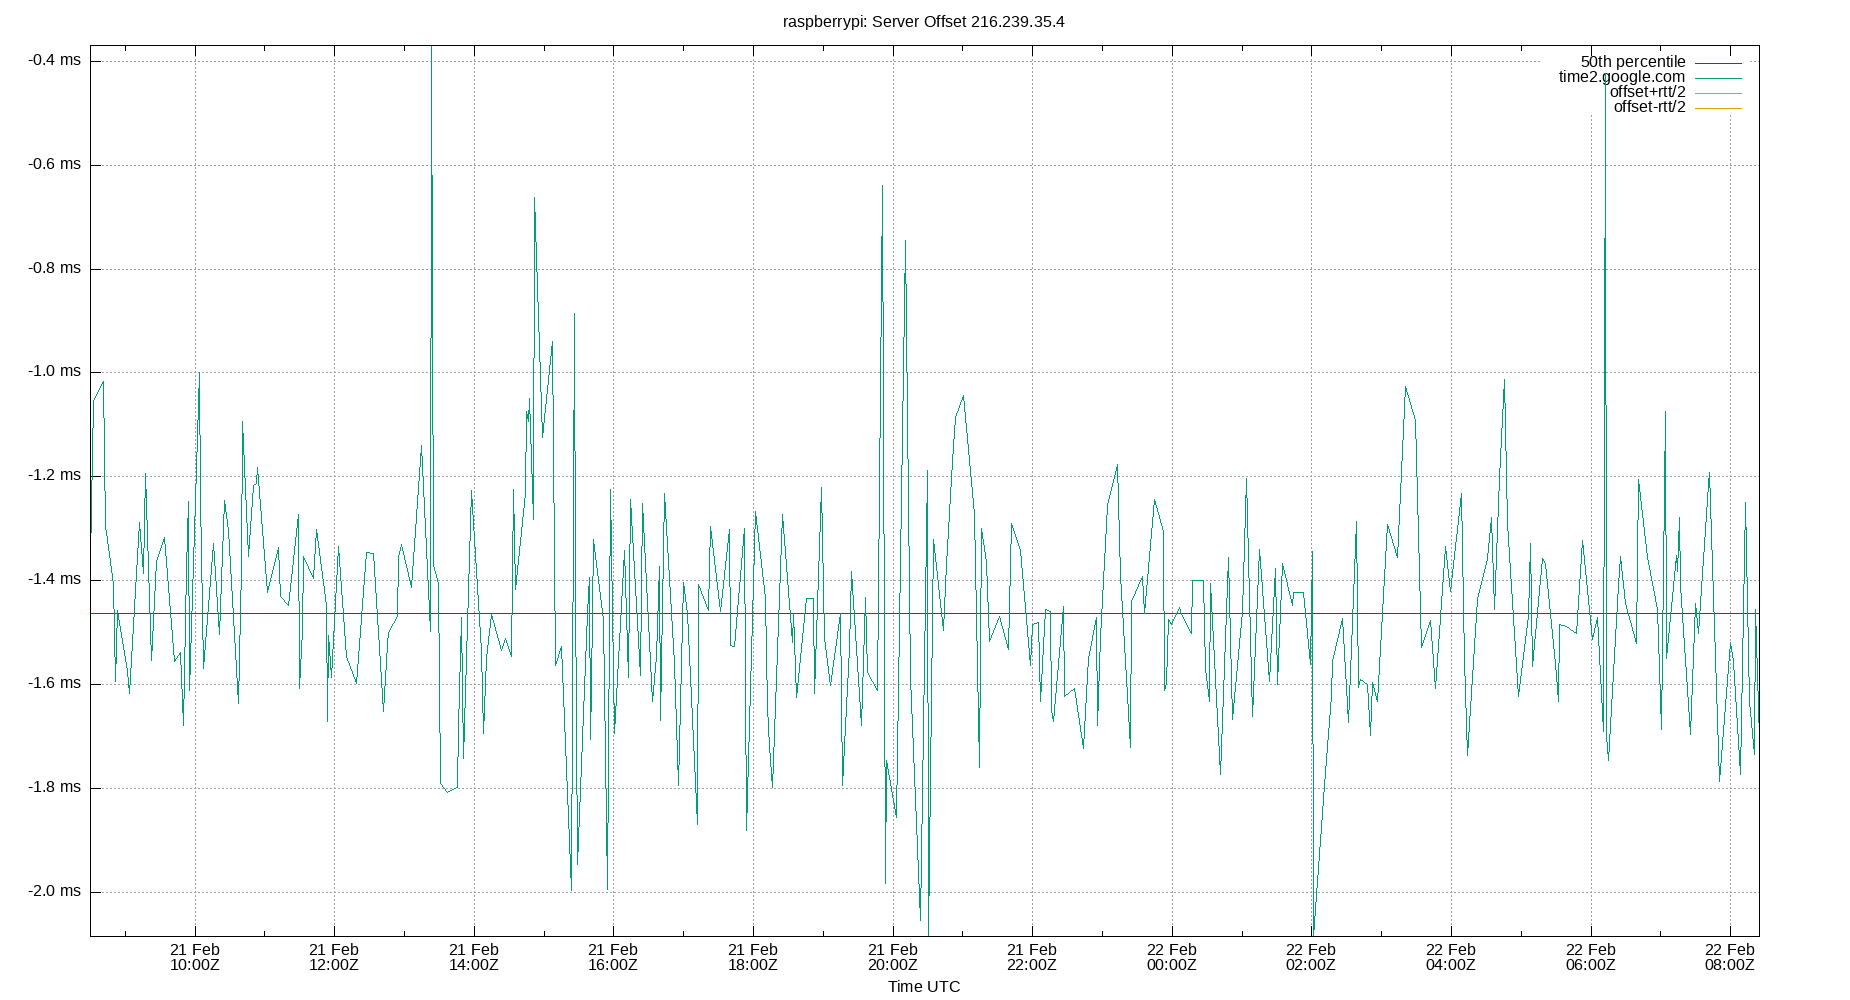 raspberrypi: Server Offset 216.239.35.4
-0.4 ms
-0.6 ms
-0.8 ms
-1.0 ms
-1.2 ms
-1.4 ms
-1.6 ms
-1.8 ms
-2.0 ms
50th percentile
time2.google.com
offset+rtt/2
offset-rtt/2
21 Feb
10:00Z
21 Feb
12:00Z
21 Feb
14:00Z
21 Feb
16:00Z
21 Feb
18:00Z
21 Feb
20:00Z
21 Feb
22:00Z
22 Feb
00:00Z
22 Feb
02:00Z
22 Feb
04:00Z
22 Feb
06:00Z
22 Feb
08:00Z
Time UTC